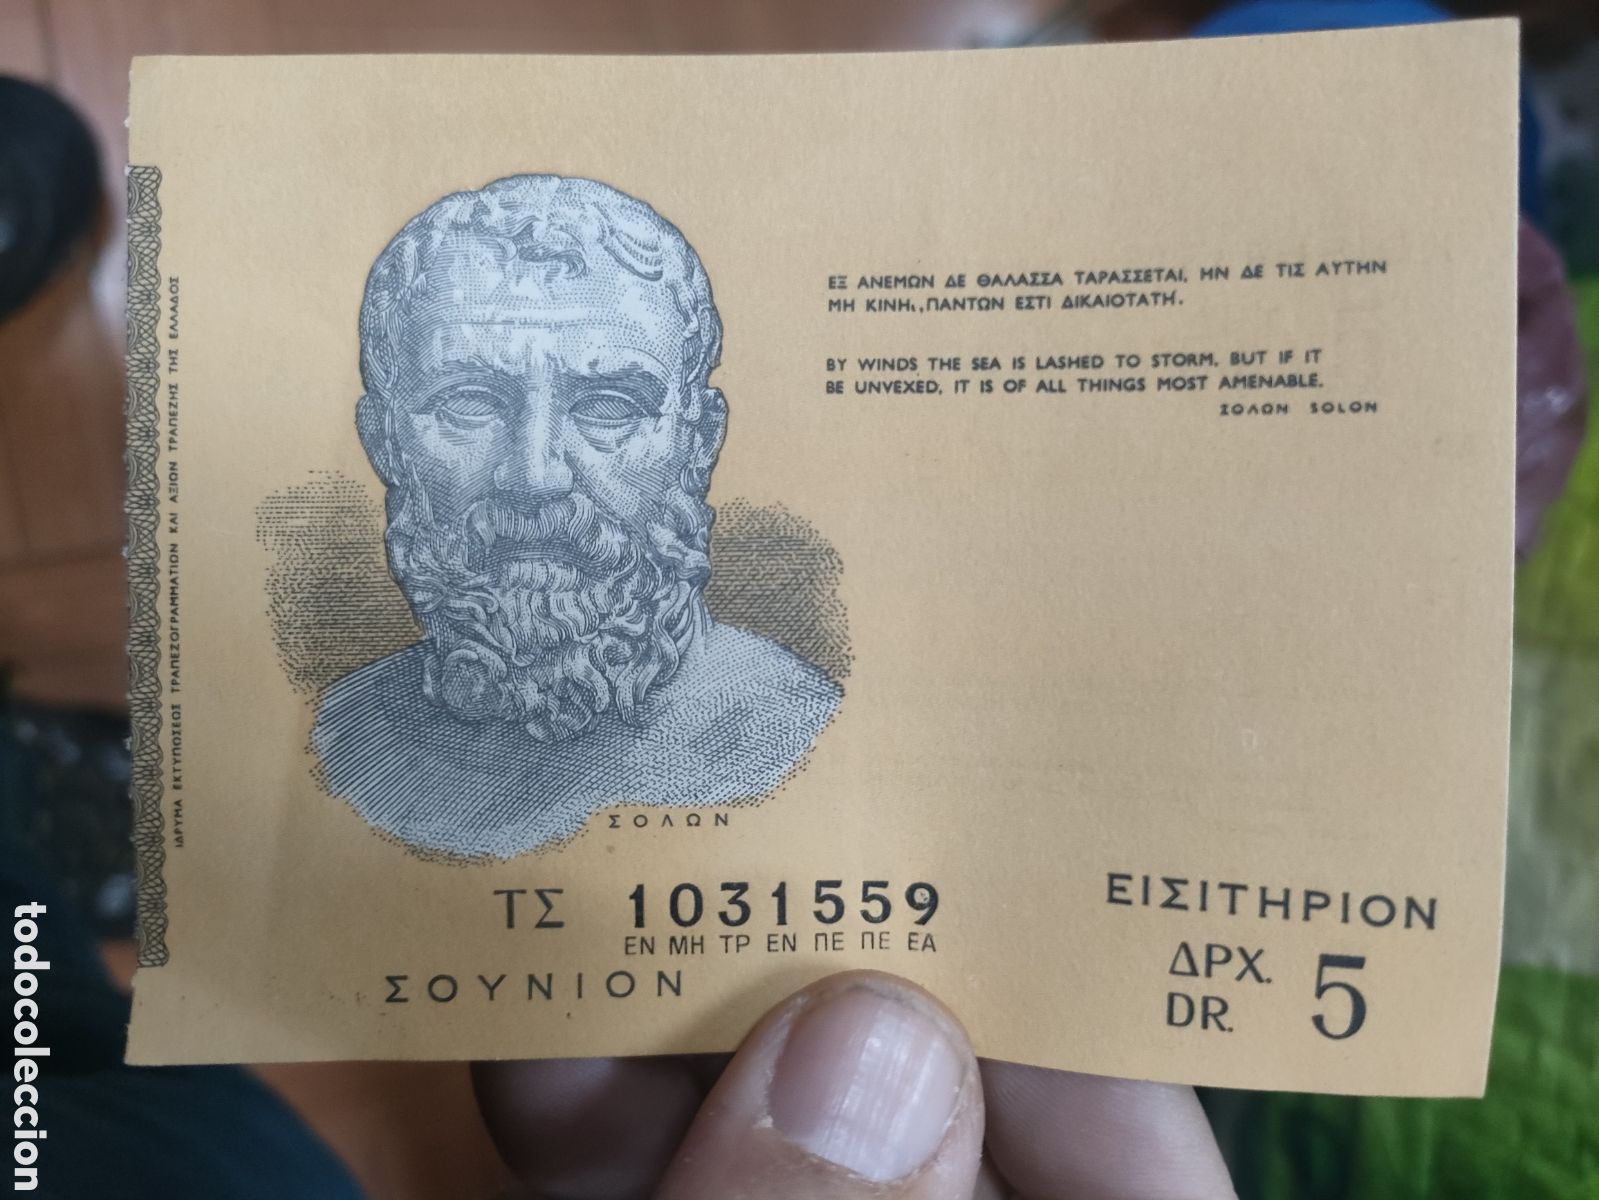 ΕΞ ΑΝΕΜΩΝ ΔΕ ΘΑΛΑΣΣΑ ΤΑΡΑΣΣΕΤΑΙ, ΗΝ ΔΕ ΤΙΣ ΑΥΤΗΝ
ΜΗ ΚΙΝΗι, ΠΑΝΤΩΝ ΕΣΤΙ ΔΙΚΑΙΟΤΑΤΗ.
BY WINDS THE SEA IS LASHED TO STORM, BUT IF IT
BE UNVEXED, IT IS OF ALL THINGS MOST AMENABLE.
ΣΟΛΩΝ SOLON
ΙΔΡΥΜΑ ΕΚΤΥΠΩΣΕΩΣ ΤΡΑΠΕΖΟΓΡΑΜΜΑΤΙΩΝ ΚΑΙ ΑΞΙΩΝ ΤΡΑΠΕΖΗΣ ΤΗΣ ΕΛΛΑΔΟΣ
ΣΟΛΩΝ
ΤΣ 1031559
ΕΝ ΜΗ ΤΡ ΕΝ ΠΕ ΠΕ ΕΑ
ΣΟΥΝΙΟΝ
ΕΙΣΙΤΗΡΙΟΝ
ΔΡΧ.
DR. 5
todocoleccion